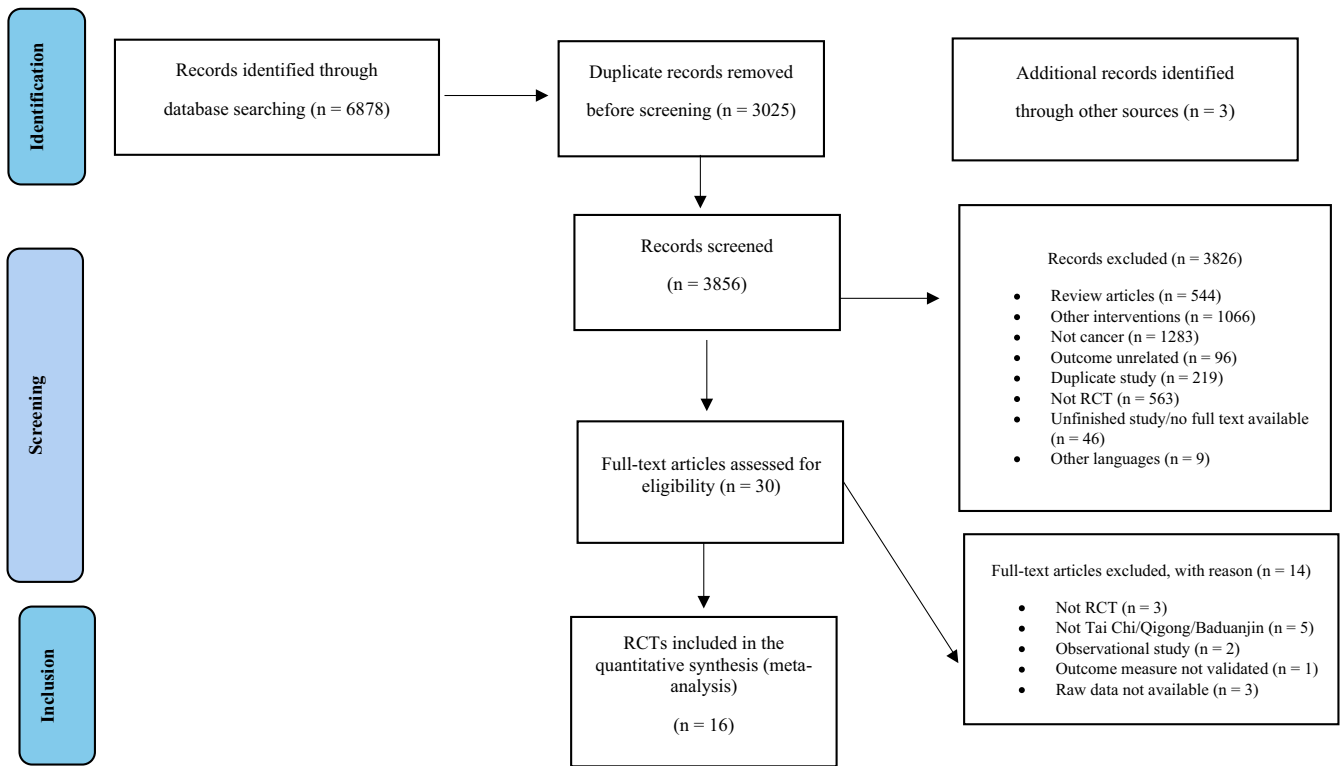 Identification
Records identified through
database searching (n = 6878)
Duplicate records removed
before screening (n = 3025)
Additional records identified
through other sources (n = 3)
Screening
Records screened
(n = 3856)
Records excluded (n = 3826)
• Review articles (n = 544)
• Other interventions (n = 1066)
• Not cancer (n = 1283)
• Outcome unrelated (n = 96)
• Duplicate study (n = 219)
• Not RCT (n = 563)
• Unfinished study/no full text available
(n = 46)
• Other languages (n = 9)
Full-text articles assessed for
eligibility (n = 30)
Full-text articles excluded, with reason (n = 14)
• Not RCT (n = 3)
• Not Tai Chi/Qigong/Baduanjin (n = 5)
• Observational study (n = 2)
• Outcome measure not validated (n = 1)
• Raw data not available (n = 3)
Inclusion
RCTs included in the
quantitative synthesis (meta-
analysis)
(n = 16)